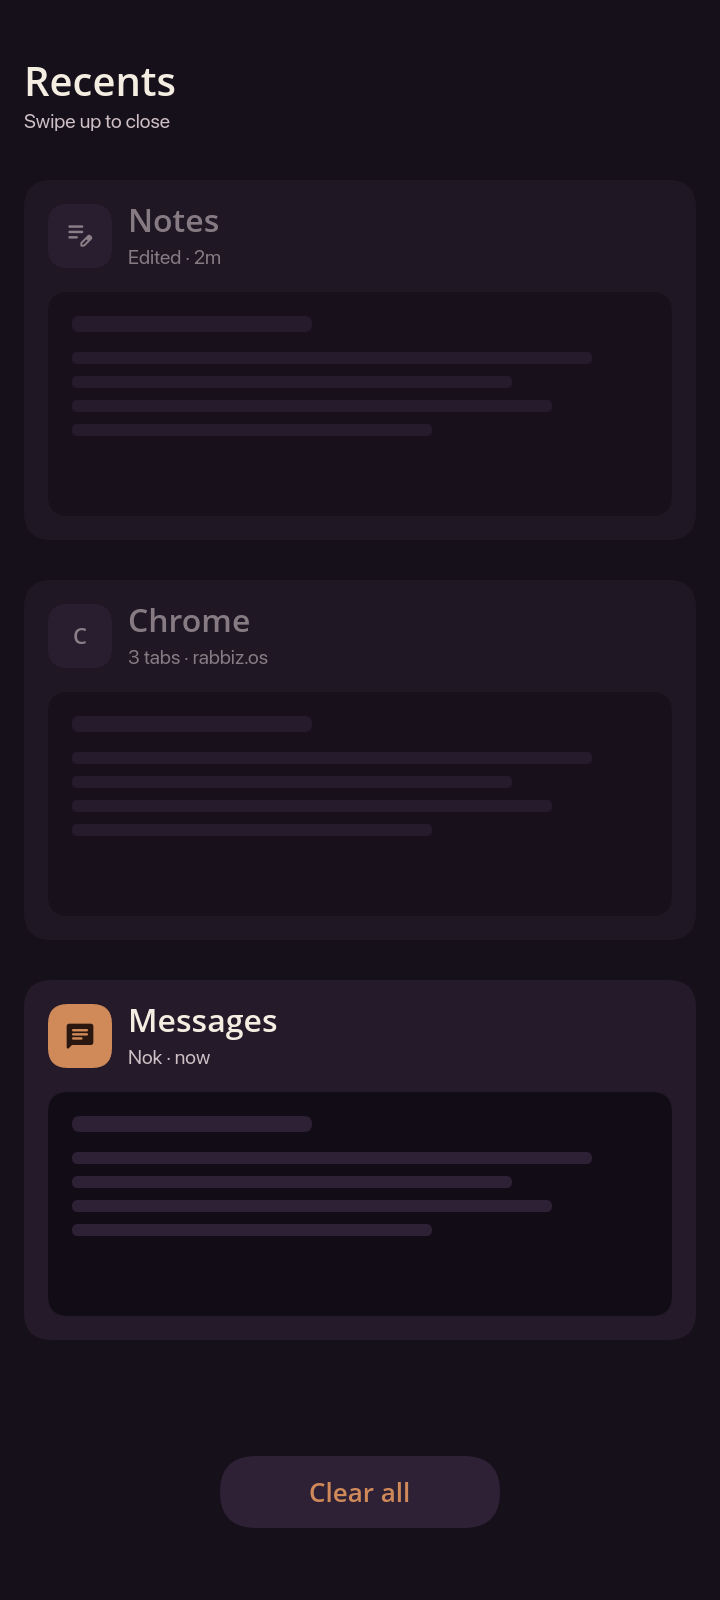 Recents
Swipe up to close
Notes
Edited · 2m
C
Chrome
3 tabs · rabbiz.os
Messages
Nok · now
Clear all